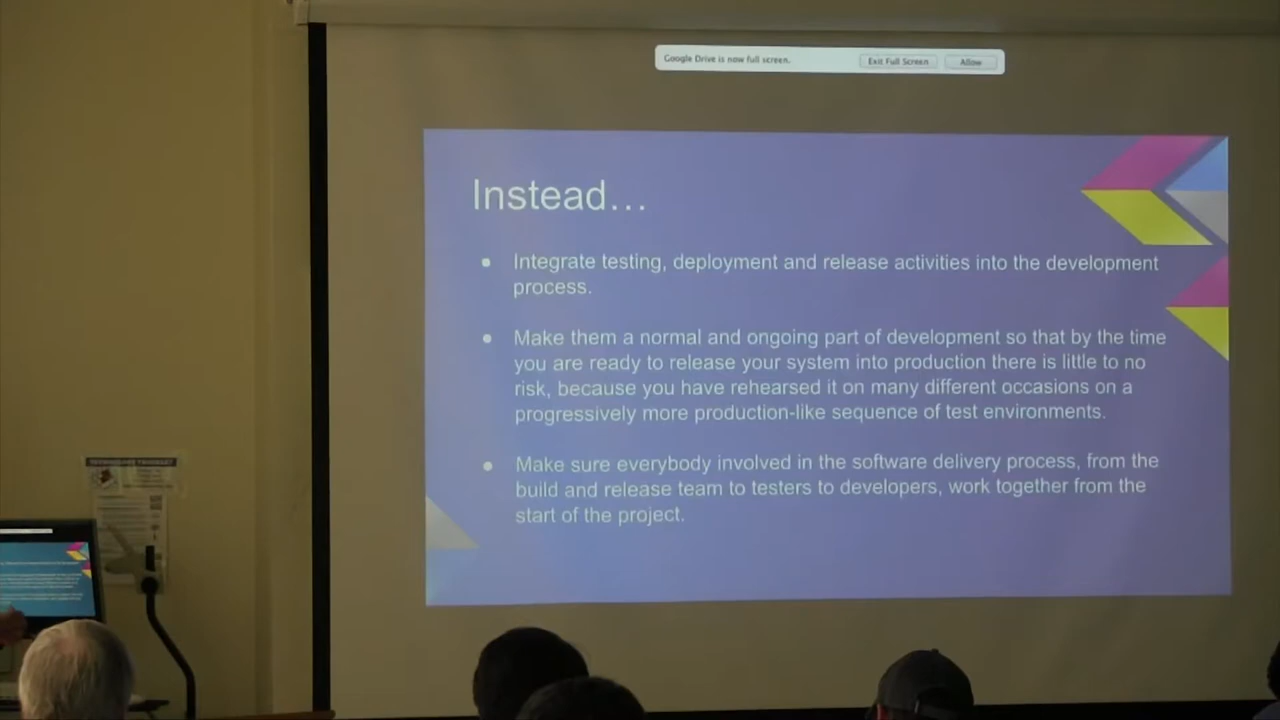 Google Drive is now full screen.
Exit Full Screen
Allow
Instead…
• Integrate testing, deployment and release activities into the development
process.
• Make them a normal and ongoing part of development so that by the time
you are ready to release your system into production there is little to no
risk, because you have rehearsed it on many different occasions on a
progressively more production-like sequence of test environments.
• Make sure everybody involved in the software delivery process, from the
build and release team to testers to developers, work together from the
start of the project.